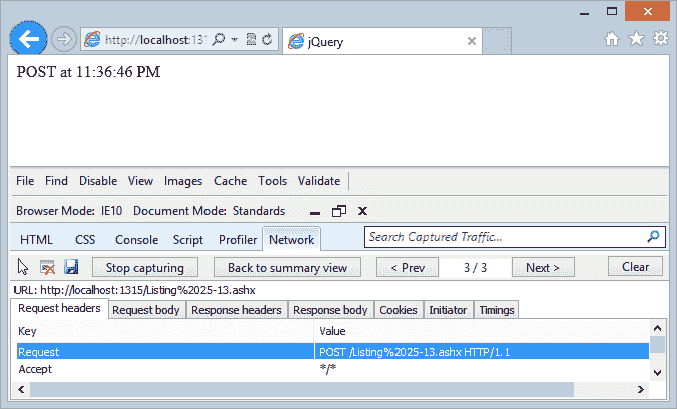 http://localhost:131
jQuery
POST at 11:36:46 PM
File Find Disable View Images Cache Tools Validate
Browser Mode: IE10 Document Mode: Standards
HTML CSS Console Script Profiler Network Search Captured Traffic...
Stop capturing Back to summary view < Prev 3 / 3 Next > Clear
URL: http://localhost:1315/Listing%2025-13.ashx
Request headers Request body Response headers Response body Cookies Initiator Timings
Key Value
Request POST /Listing%2025-13.ashx HTTP/1.1
Accept */*